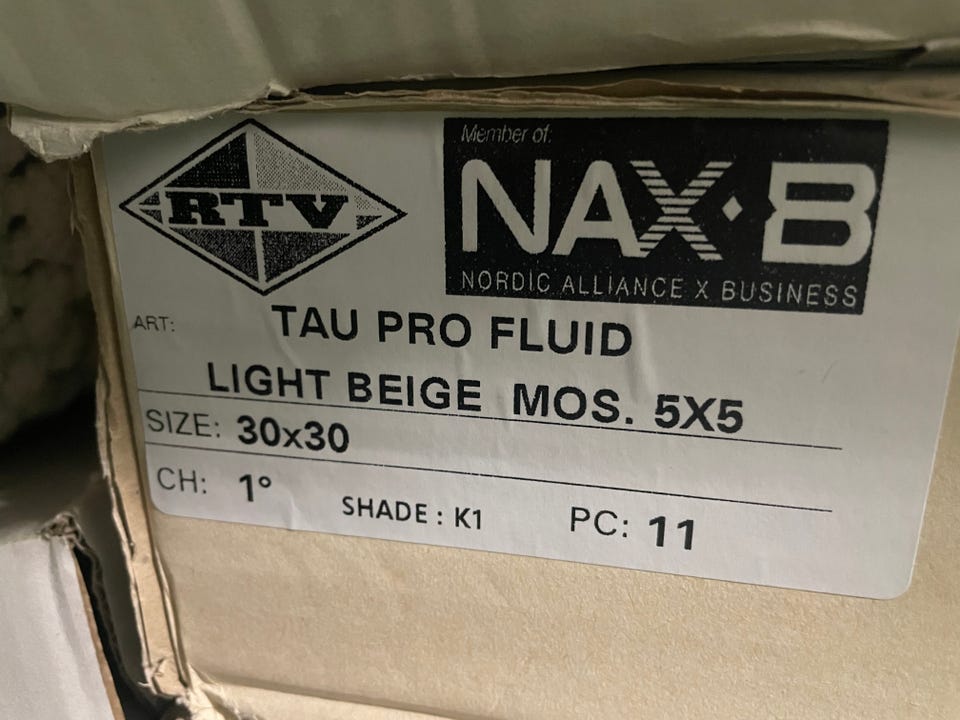 RTV
Member of:
NAX·B
NORDIC ALLIANCE X BUSINESS
ART: TAU PRO FLUID
LIGHT BEIGE MOS. 5X5
SIZE: 30x30
CH: 1° SHADE: K1 PC: 11